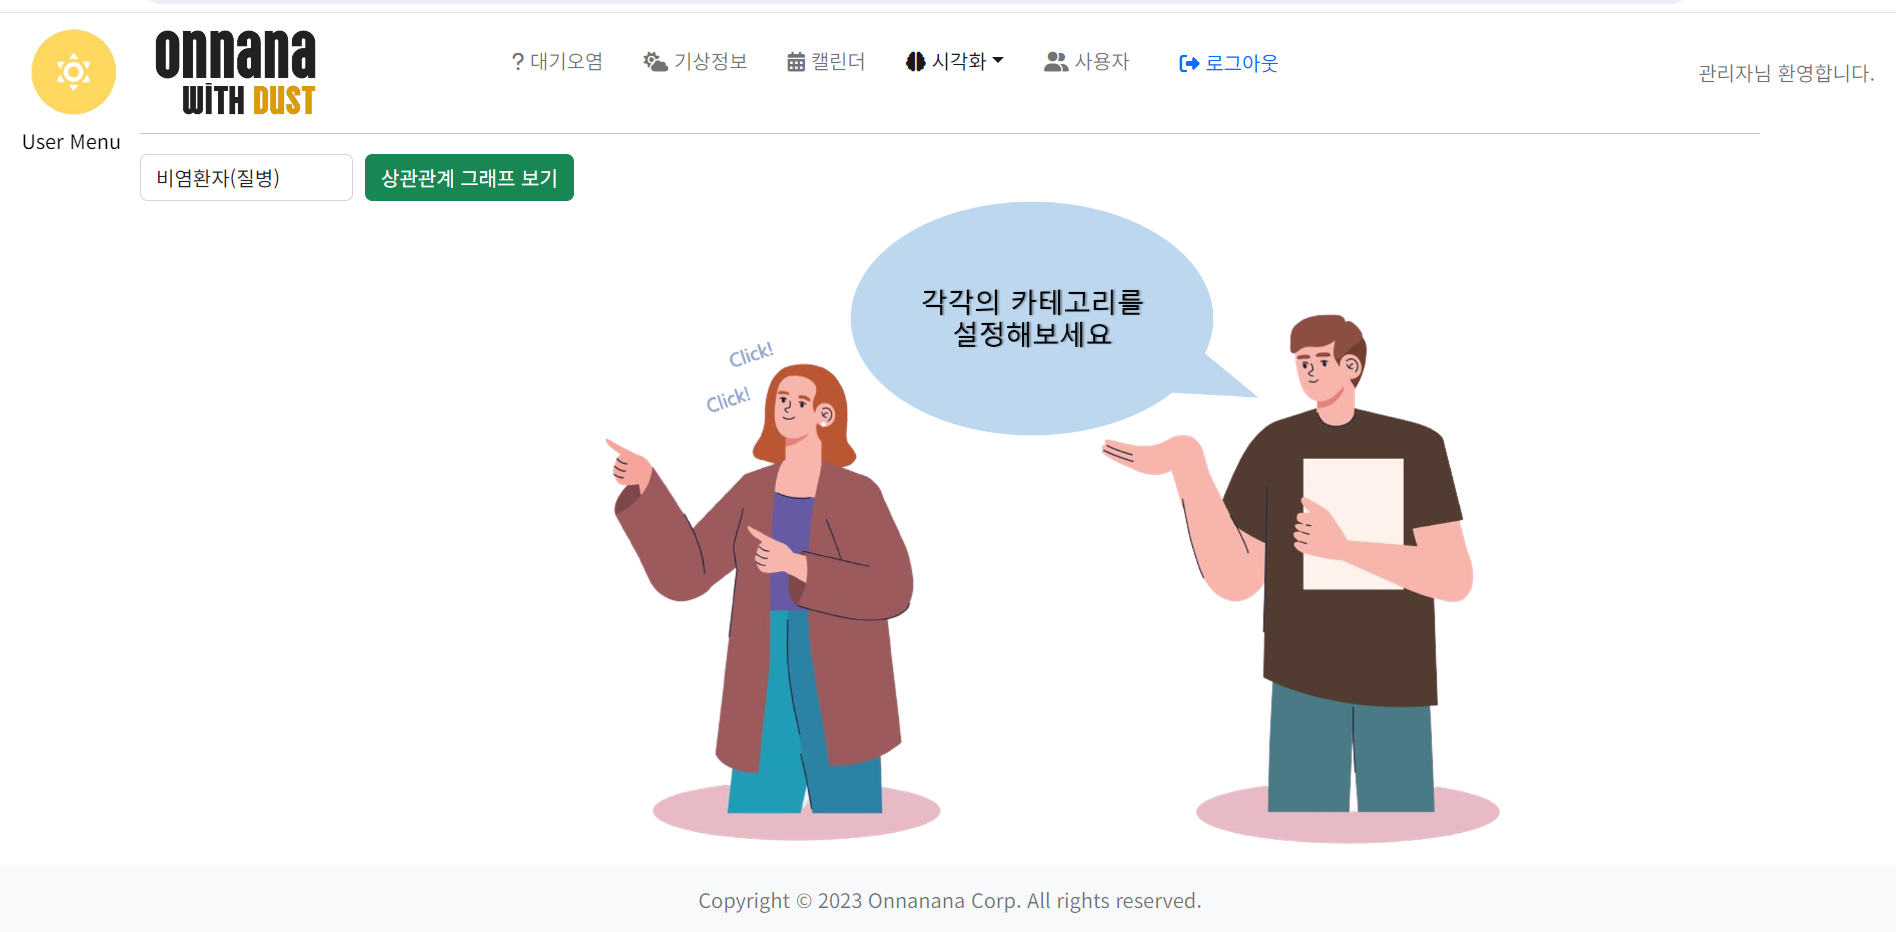 onnana
WITH DUST
? 대기오염
기상정보
캘린더
시각화
사용자
로그아웃
관리자님 환영합니다.
User Menu
비염환자(질병)
상관관계 그래프 보기
각각의 카테고리를
설정해보세요
Click!
Click!
Copyright © 2023 Onnanana Corp. All rights reserved.